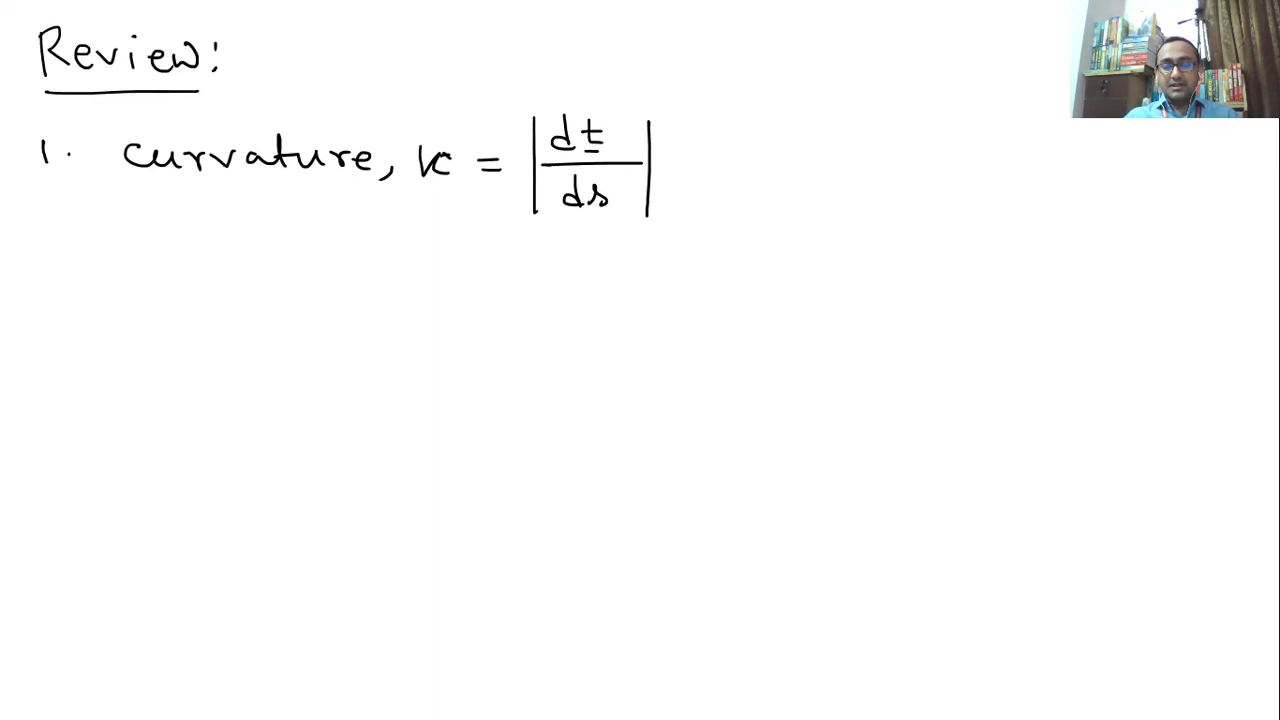 Review:
1. curvature, κ = |dt/ds|